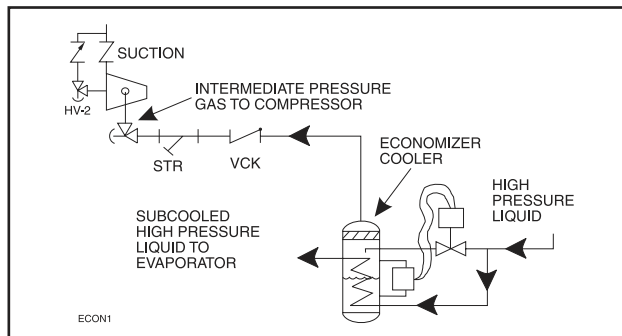 SUCTION
HV-2
INTERMEDIATE PRESSURE
GAS TO COMPRESSOR
STR
VCK
ECONOMIZER
COOLER
HIGH
PRESSURE
LIQUID
SUBCOOLED
HIGH PRESSURE
LIQUID TO
EVAPORATOR
ECON1